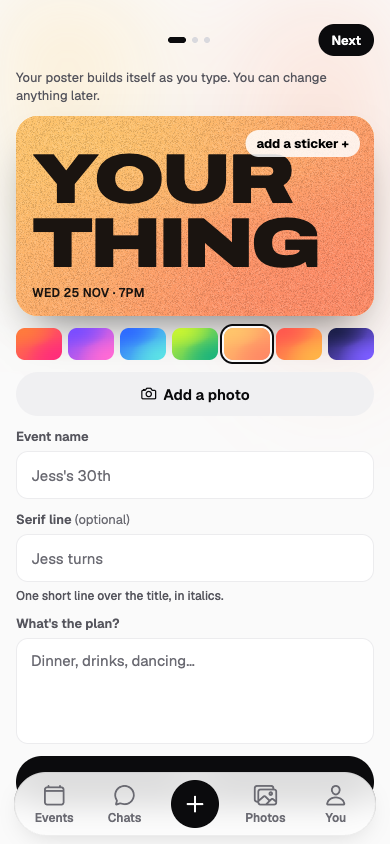 Next
Your poster builds itself as you type. You can change
anything later.
add a sticker +
YOUR
THING
WED 25 NOV · 7PM
Add a photo
Event name
Jess's 30th
Serif line (optional)
Jess turns
One short line over the title, in italics.
What's the plan?
Dinner, drinks, dancing…
Events
Chats
Photos
You